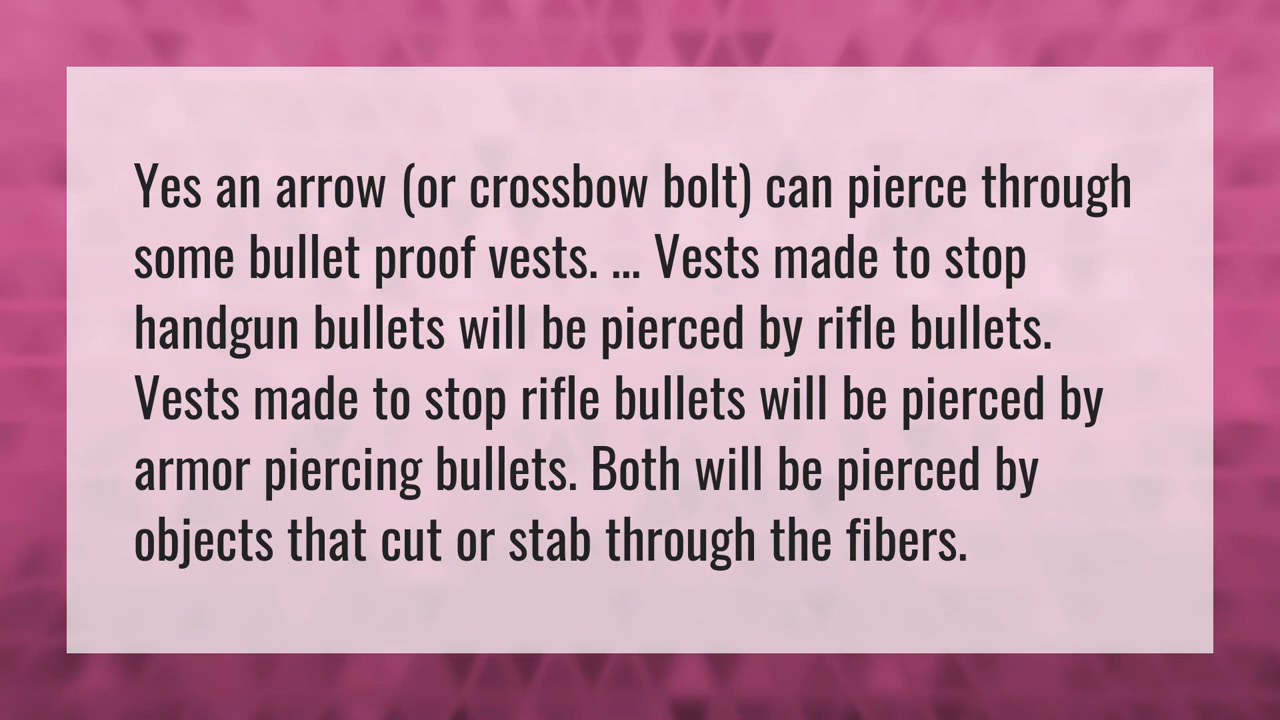 Yes an arrow (or crossbow bolt) can pierce through
some bullet proof vests. ... Vests made to stop
handgun bullets will be pierced by rifle bullets.
Vests made to stop rifle bullets will be pierced by
armor piercing bullets. Both will be pierced by
objects that cut or stab through the fibers.